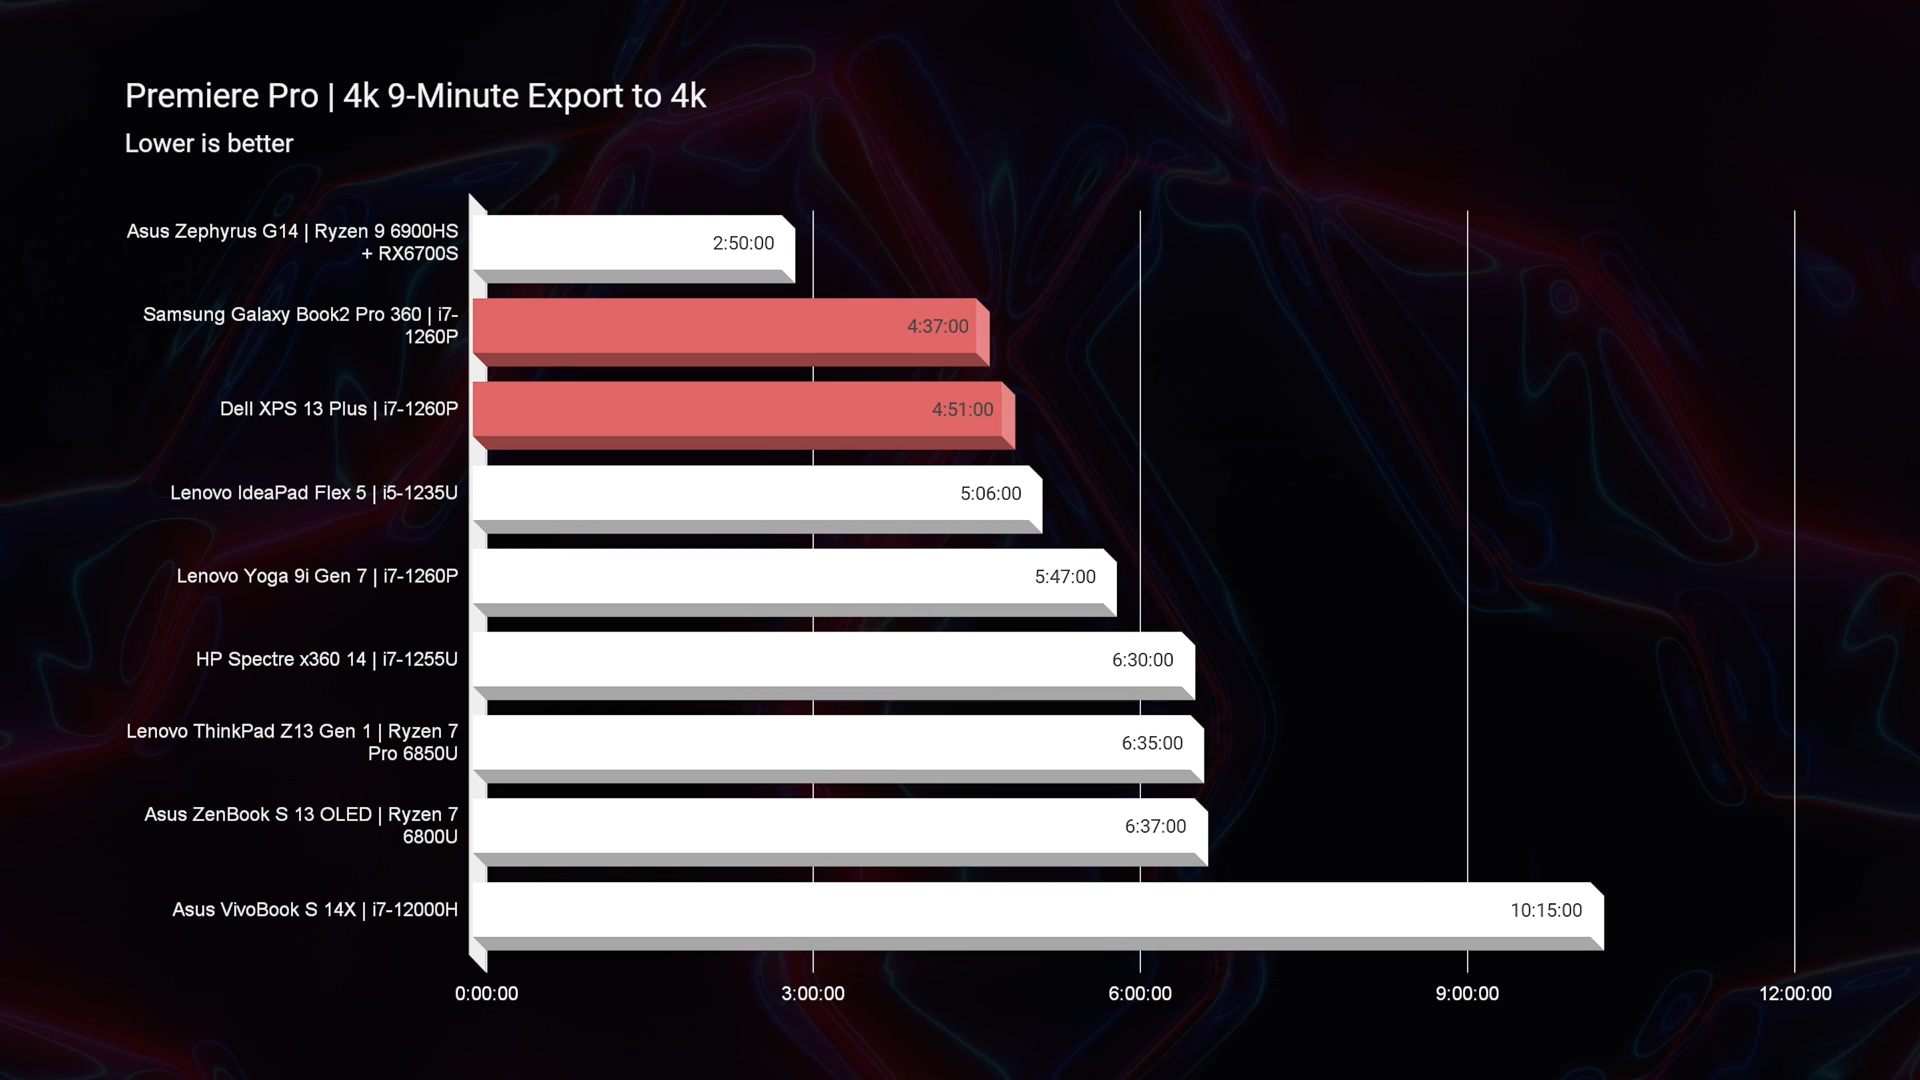 Premiere Pro | 4k 9-Minute Export to 4k
Lower is better
Asus Zephyrus G14 | Ryzen 9 6900HS
+ RX6700S
2:50:00
Samsung Galaxy Book2 Pro 360 | i7-
1260P
4:37:00
Dell XPS 13 Plus | i7-1260P
4:51:00
Lenovo IdeaPad Flex 5 | i5-1235U
5:06:00
Lenovo Yoga 9i Gen 7 | i7-1260P
5:47:00
HP Spectre x360 14 | i7-1255U
6:30:00
Lenovo ThinkPad Z13 Gen 1 | Ryzen 7
Pro 6850U
6:35:00
Asus ZenBook S 13 OLED | Ryzen 7
6800U
6:37:00
Asus VivoBook S 14X | i7-12000H
10:15:00
0:00:00
3:00:00
6:00:00
9:00:00
12:00:00